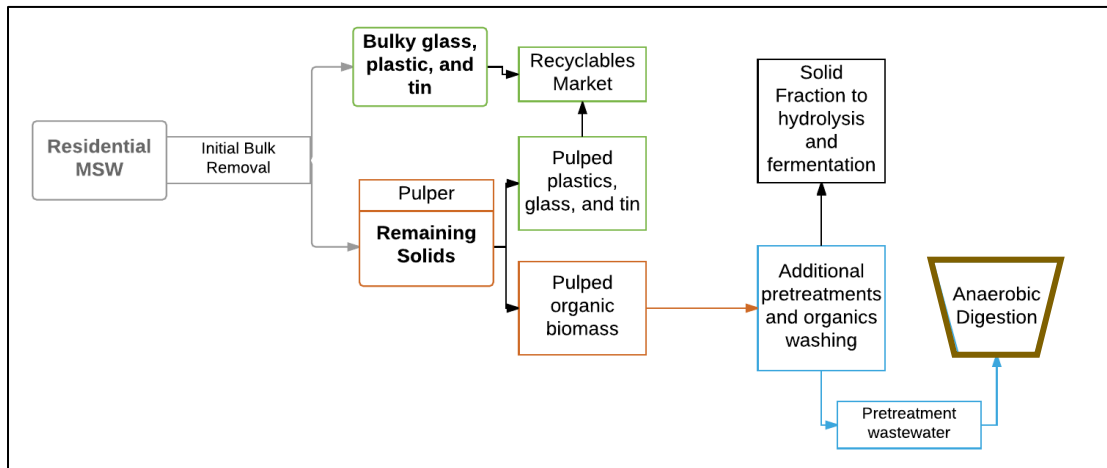 Residential
MSW
Initial Bulk
Removal
Bulky glass,
plastic, and
tin
Recyclables
Market
Pulper
Remaining
Solids
Pulped
plastics,
glass, and tin
Pulped
organic
biomass
Solid
Fraction to
hydrolysis
and
fermentation
Additional
pretreatments
and organics
washing
Pretreatment
wastewater
Anaerobic
Digestion